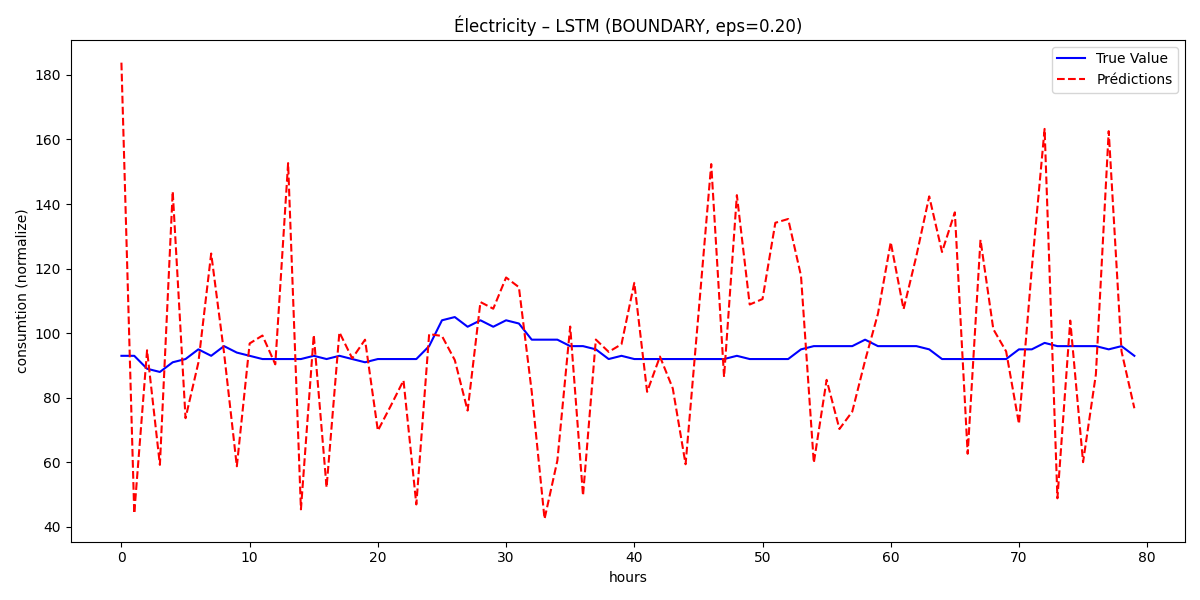 Électricity – LSTM (BOUNDARY, eps=0.20)
True Value
Prédictions
consumtion (normalize)
180
160
140
120
100
80
60
40
0 10 20 30 40 50 60 70 80
hours